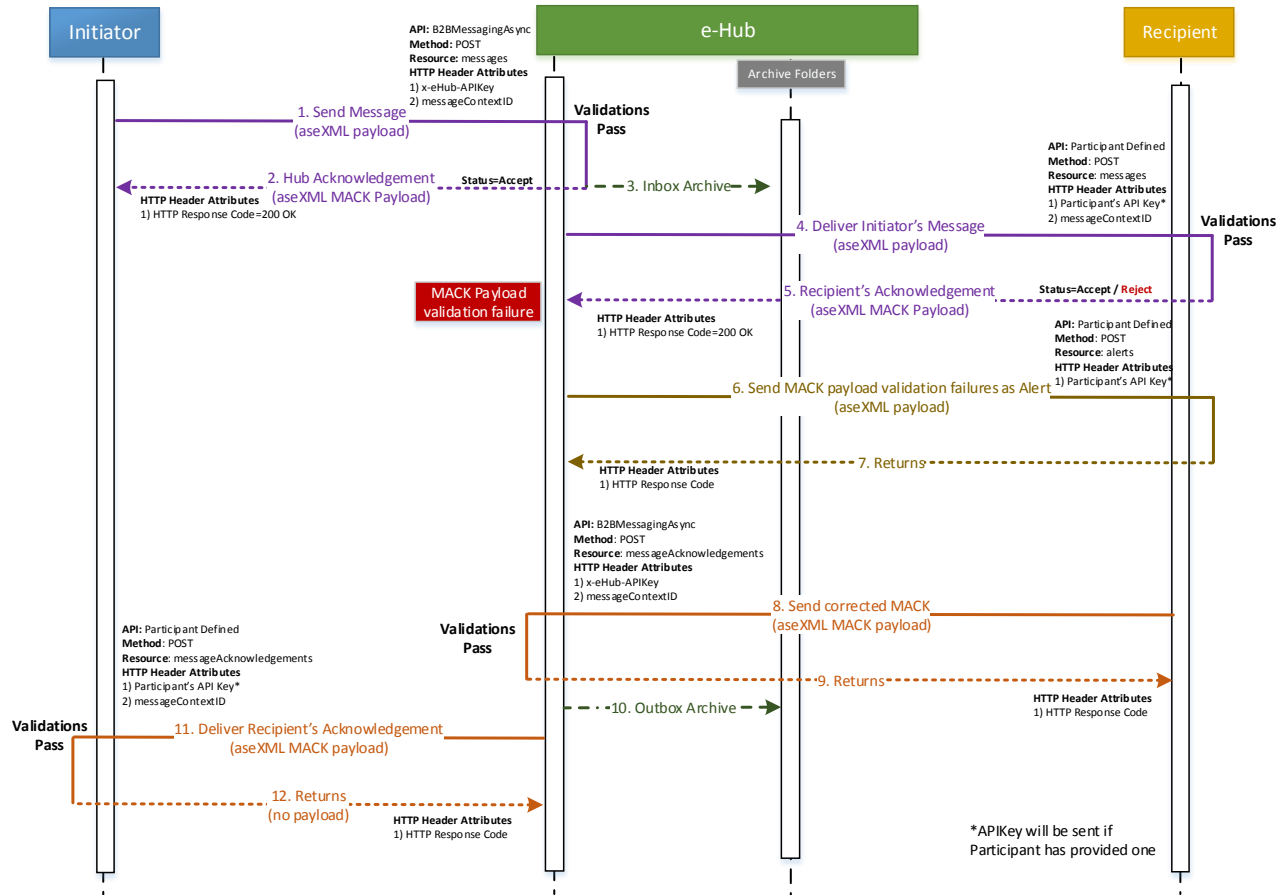 Initiator
e-Hub
Recipient
Archive Folders
API: B2BMessagingAsync
Method: POST
Resource: messages
HTTP Header Attributes
1) x-eHub-APIKey
2) messageContextID
1. Send Message
(aseXML payload)
Validations
Pass
2. Hub Acknowledgement
(aseXML MACK Payload)
Status=Accept
HTTP Header Attributes
1) HTTP Response Code=200 OK
3. Inbox Archive
API: Participant Defined
Method: POST
Resource: messages
HTTP Header Attributes
1) Participant's API Key*
2) messageContextID
4. Deliver Initiator's Message
(aseXML payload)
Validations
Pass
MACK Payload
validation failure
5. Recipient's Acknowledgement
(aseXML MACK Payload)
Status=Accept / Reject
HTTP Header Attributes
1) HTTP Response Code=200 OK
API: Participant Defined
Method: POST
Resource: alerts
HTTP Header Attributes
1) Participant's API Key*
6. Send MACK payload validation failures as Alert
(aseXML payload)
7. Returns
HTTP Header Attributes
1) HTTP Response Code
API: B2BMessagingAsync
Method: POST
Resource: messageAcknowledgements
HTTP Header Attributes
1) x-eHub-APIKey
2) messageContextID
8. Send corrected MACK
(aseXML MACK payload)
Validations
Pass
9. Returns
HTTP Header Attributes
1) HTTP Response Code
API: Participant Defined
Method: POST
Resource: messageAcknowledgements
HTTP Header Attributes
1) Participant's API Key*
2) messageContextID
10. Outbox Archive
Validations
Pass
11. Deliver Recipient's Acknowledgement
(aseXML MACK payload)
12. Returns
(no payload)
HTTP Header Attributes
1) HTTP Response Code
*APIKey will be sent if
Participant has provided one